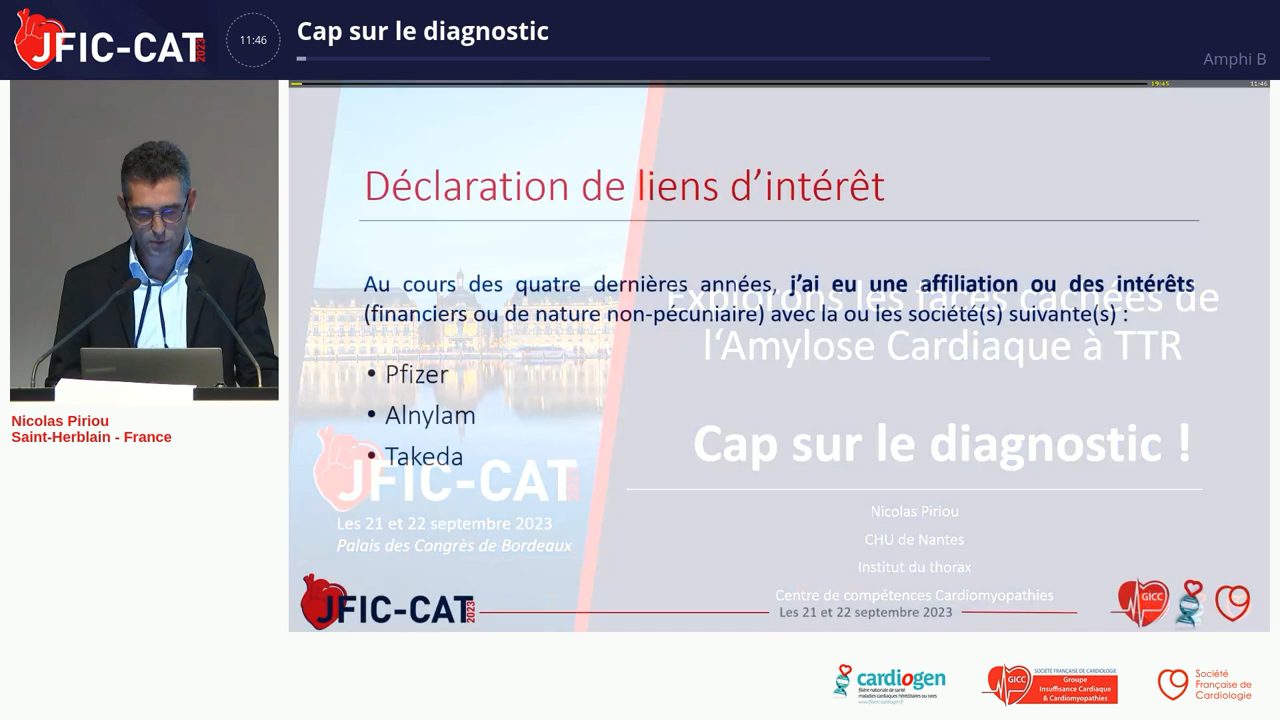 JFIC-CAT 2023
11:46
Cap sur le diagnostic
Amphi B
19:45
11:46
Déclaration de liens d’intérêt
Au cours des quatre dernières années, j’ai eu une affiliation ou des intérêts
(financiers ou de nature non-pécuniaire) avec la ou les société(s) suivante(s) :
• Pfizer
• Alnylam
• Takeda
Explorons les faces cachées de
l‘Amylose Cardiaque à TTR
Cap sur le diagnostic !
Nicolas Piriou
CHU de Nantes
Institut du thorax
Centre de compétences Cardiomyopathies
JFIC-CAT
Les 21 et 22 septembre 2023
Palais des Congrès de Bordeaux
JFIC-CAT 2023
Les 21 et 22 septembre 2023
GICC
Nicolas Piriou
Saint-Herblain - France
cardiogen
filière nationale de santé
maladies cardiaques héréditaires ou rares
GICC
SOCIÉTÉ FRANÇAISE DE CARDIOLOGIE
Groupe
Insuffisance Cardiaque
& Cardiomyopathies
Société
Française de
Cardiologie